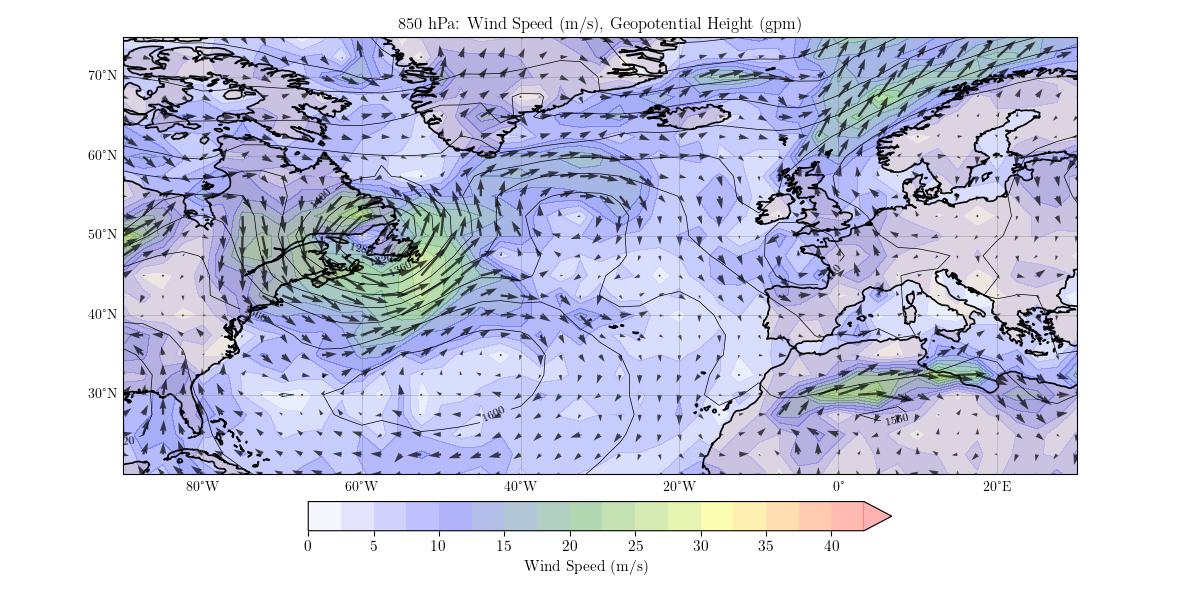 850 hPa: Wind Speed (m/s), Geopotential Height (gpm)
70°N
60°N
50°N
40°N
30°N
1600
1560
20
80°W
60°W
40°W
20°W
0°
20°E
0
5
10
15
20
25
30
35
40
Wind Speed (m/s)